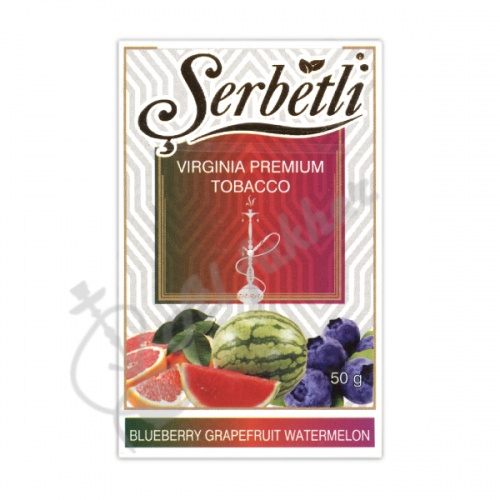 Serbetli
VIRGINIA PREMIUM
TOBACCO
50 g
BLUEBERRY GRAPEFRUIT WATERMELON